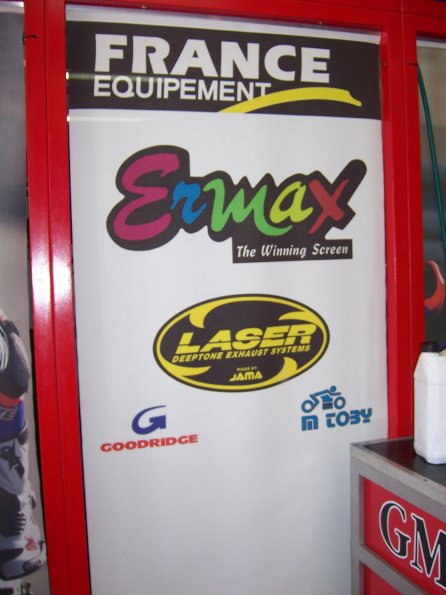 FRANCE
EQUIPEMENT
Ermax
The Winning Screen
LASER
DEEPTONE EXHAUST SYSTEMS
MADE BY
JAMA
GOODRIDGE
M TOBY
GM